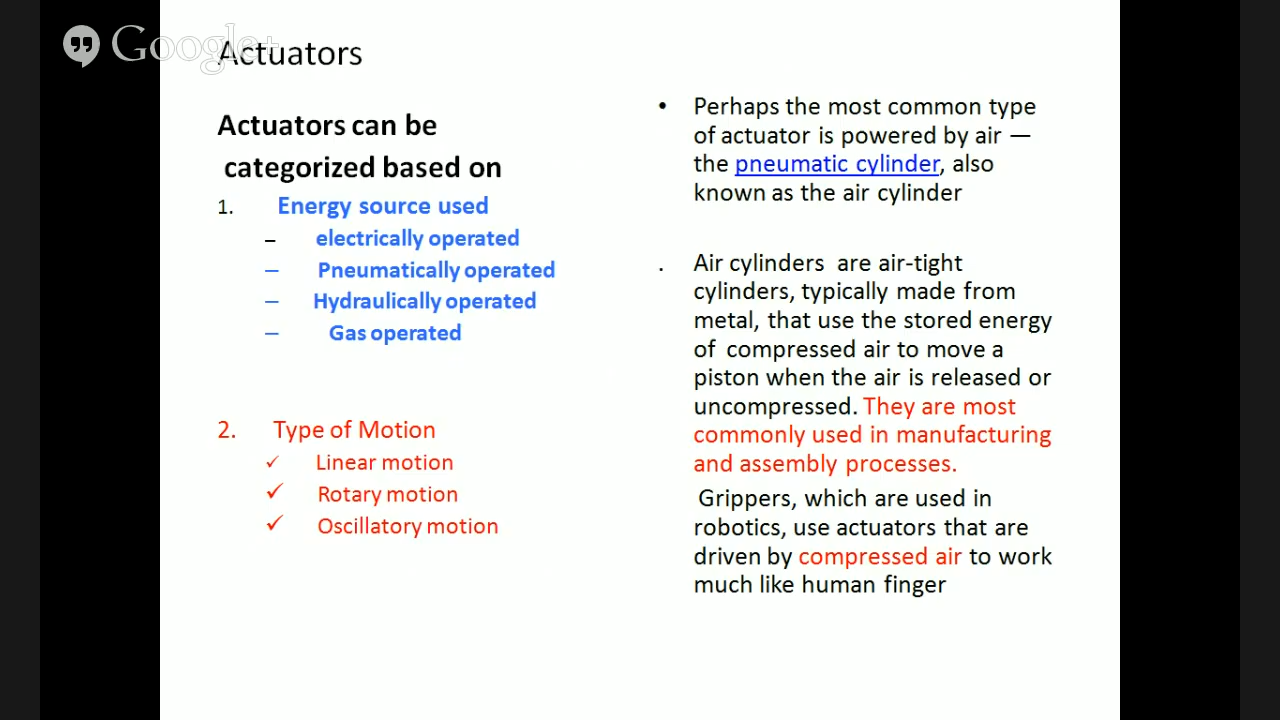 Google+
Actuators
Actuators can be
categorized based on
1. Energy source used
– electrically operated
– Pneumatically operated
– Hydraulically operated
– Gas operated
2. Type of Motion
✓ Linear motion
✓ Rotary motion
✓ Oscillatory motion
• Perhaps the most common type
of actuator is powered by air —
the pneumatic cylinder, also
known as the air cylinder
. Air cylinders are air-tight
cylinders, typically made from
metal, that use the stored energy
of compressed air to move a
piston when the air is released or
uncompressed. They are most
commonly used in manufacturing
and assembly processes.
Grippers, which are used in
robotics, use actuators that are
driven by compressed air to work
much like human finger